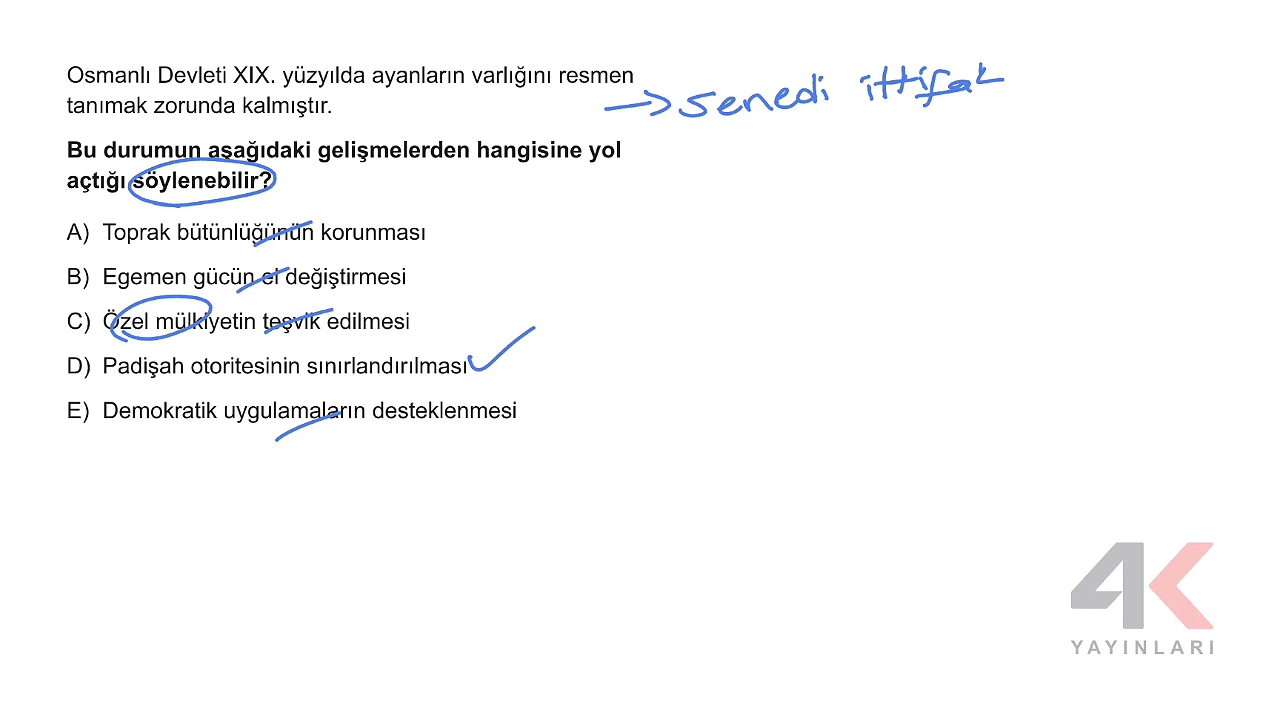 Osmanlı Devleti XIX. yüzyılda ayanların varlığını resmen
tanımak zorunda kalmıştır.
senedi ittifak
Bu durumun aşağıdaki gelişmelerden hangisine yol
açtığı söylenebilir?
A) Toprak bütünlüğünün korunması
B) Egemen gücün el değiştirmesi
C) Özel mülkiyetin teşvik edilmesi
D) Padişah otoritesinin sınırlandırılması
E) Demokratik uygulamaların desteklenmesi
4K
YAYINLARI